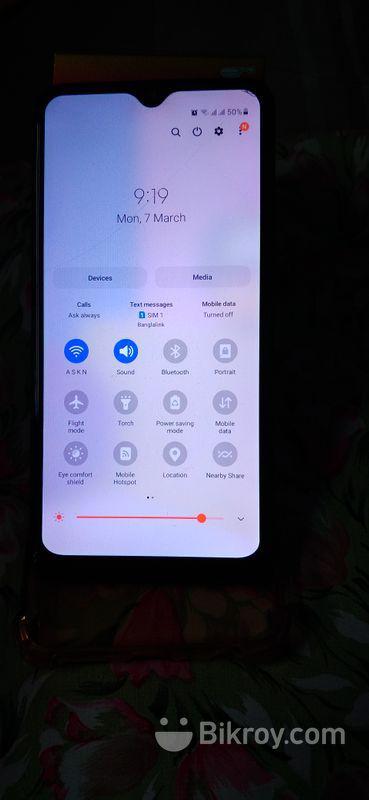 50%
N
9:19
Mon, 7 March
Devices
Media
Calls
Text messages
Mobile data
Ask always
1 SIM 1
Turned off
Banglalink
A S K N
Sound
Bluetooth
Portrait
Flight
mode
Torch
Power saving
mode
Mobile
data
Eye comfort
shield
Mobile
Hotspot
Location
Nearby Share
Bikroy.com